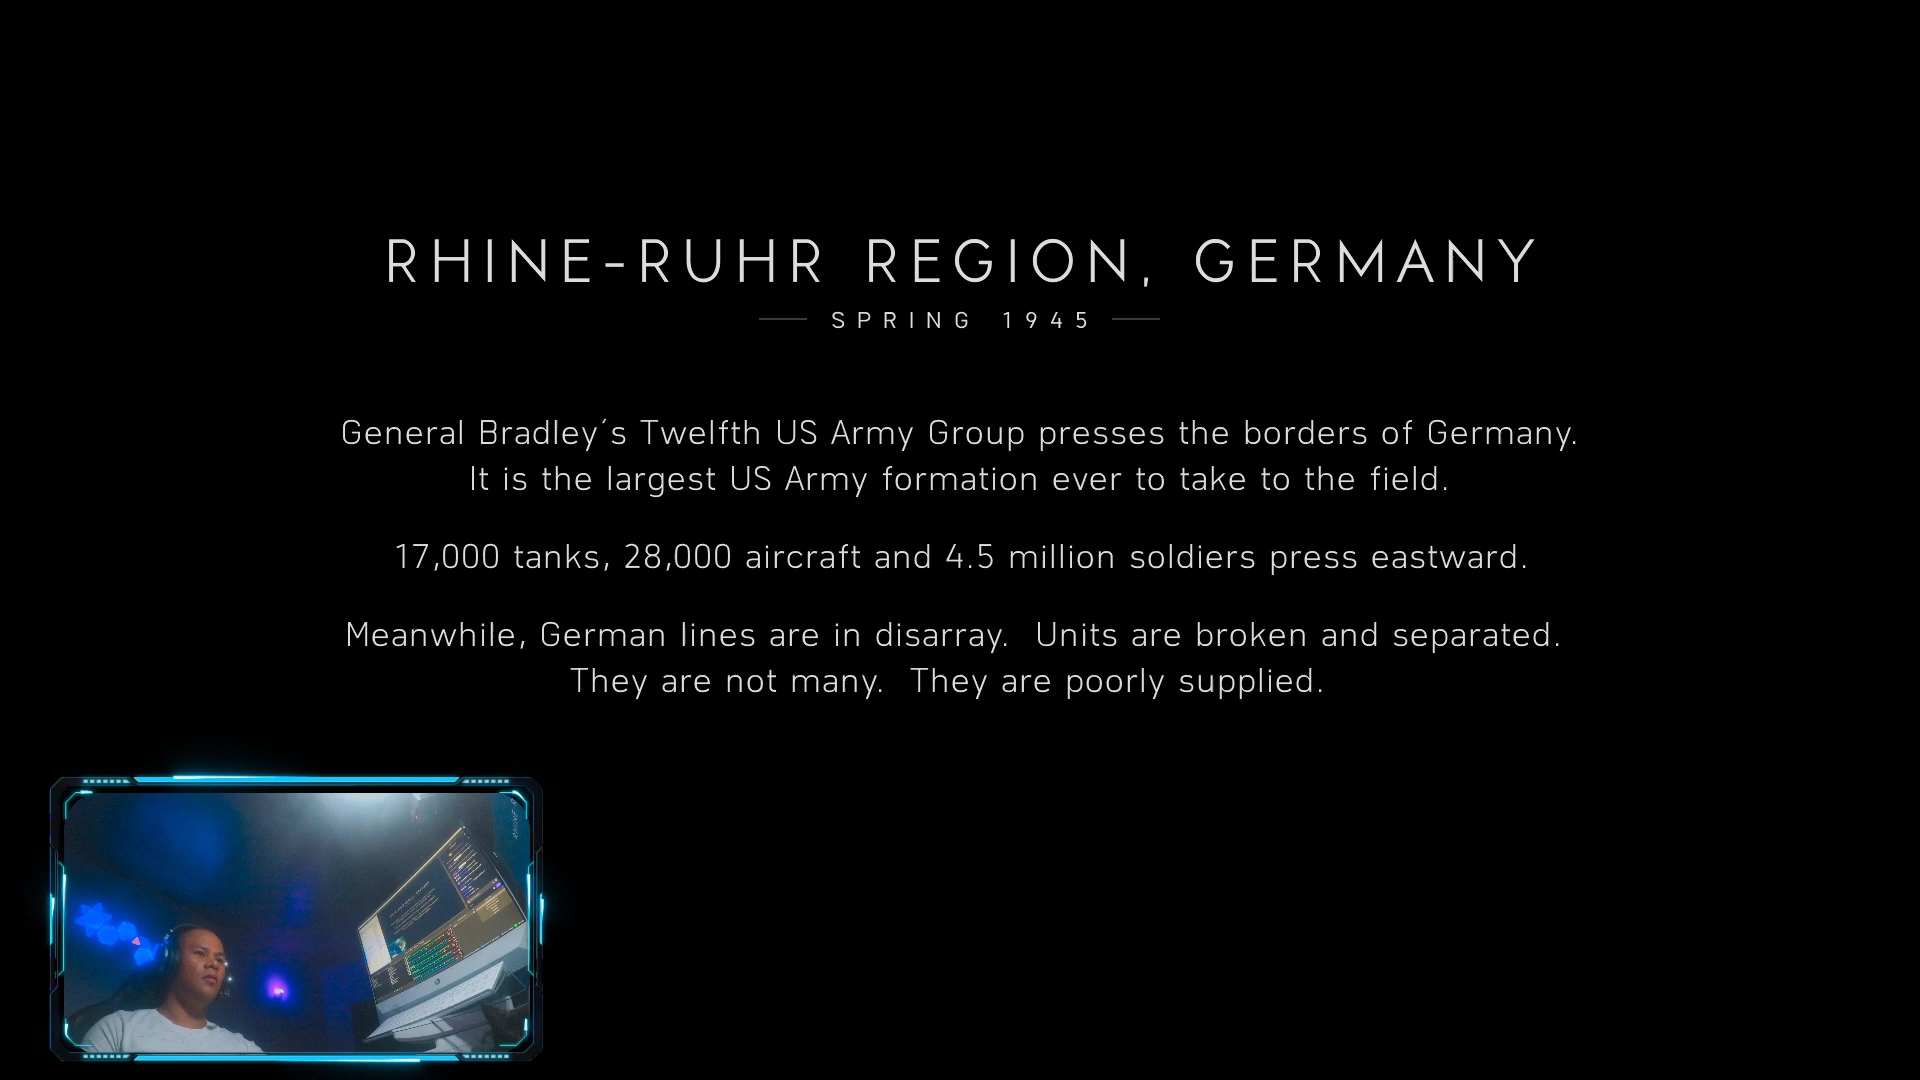 RHINE-RUHR REGION, GERMANY
SPRING 1945
General Bradley´s Twelfth US Army Group presses the borders of Germany.
It is the largest US Army formation ever to take to the field.
17,000 tanks, 28,000 aircraft and 4.5 million soldiers press eastward.
Meanwhile, German lines are in disarray.  Units are broken and separated.
They are not many.  They are poorly supplied.